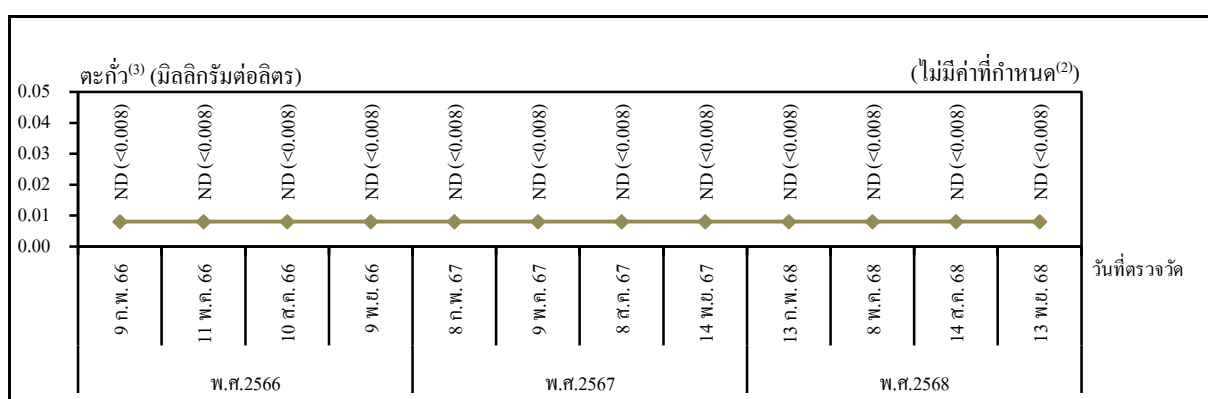 ตะกั่ว(3) (มิลลิกรัมต่อลิตร) (ไม่มีค่าที่กำหนด(2))
0.05
0.04
0.03
0.02
0.01
0.00
ND (<0.008) ND (<0.008) ND (<0.008) ND (<0.008) ND (<0.008) ND (<0.008) ND (<0.008) ND (<0.008) ND (<0.008) ND (<0.008) ND (<0.008) ND (<0.008)
9 ก.พ. 66 11 พ.ค. 66 10 ส.ค. 66 9 พ.ย. 66 8 ก.พ. 67 9 พ.ค. 67 8 ส.ค. 67 14 พ.ย. 67 13 ก.พ. 68 8 พ.ค. 68 14 ส.ค. 68 13 พ.ย. 68
วันที่ตรวจวัด
พ.ศ.2566 พ.ศ.2567 พ.ศ.2568